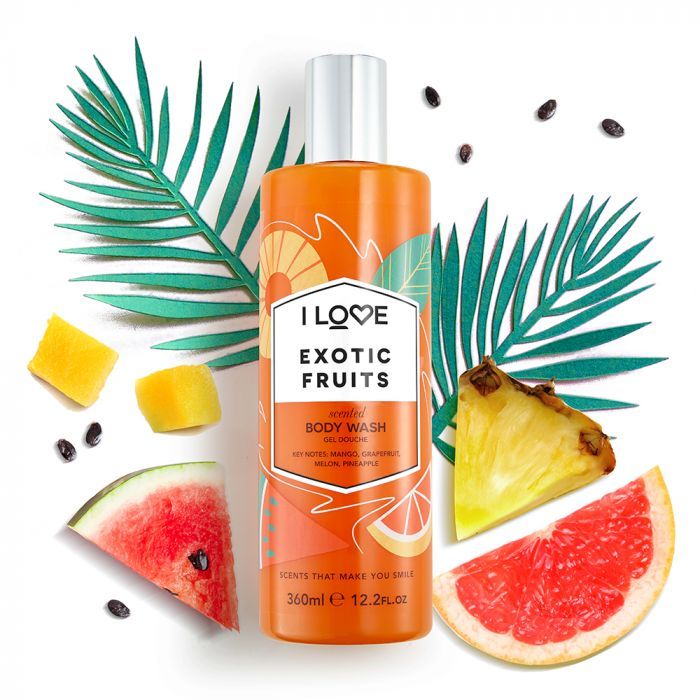 I LOVE
EXOTIC
FRUITS
scented
BODY WASH
GEL DOUCHE
KEY NOTES: MANGO, GRAPEFRUIT,
MELON, PINEAPPLE
SCENTS THAT MAKE YOU SMILE
360ml ℮ 12.2FL.OZ